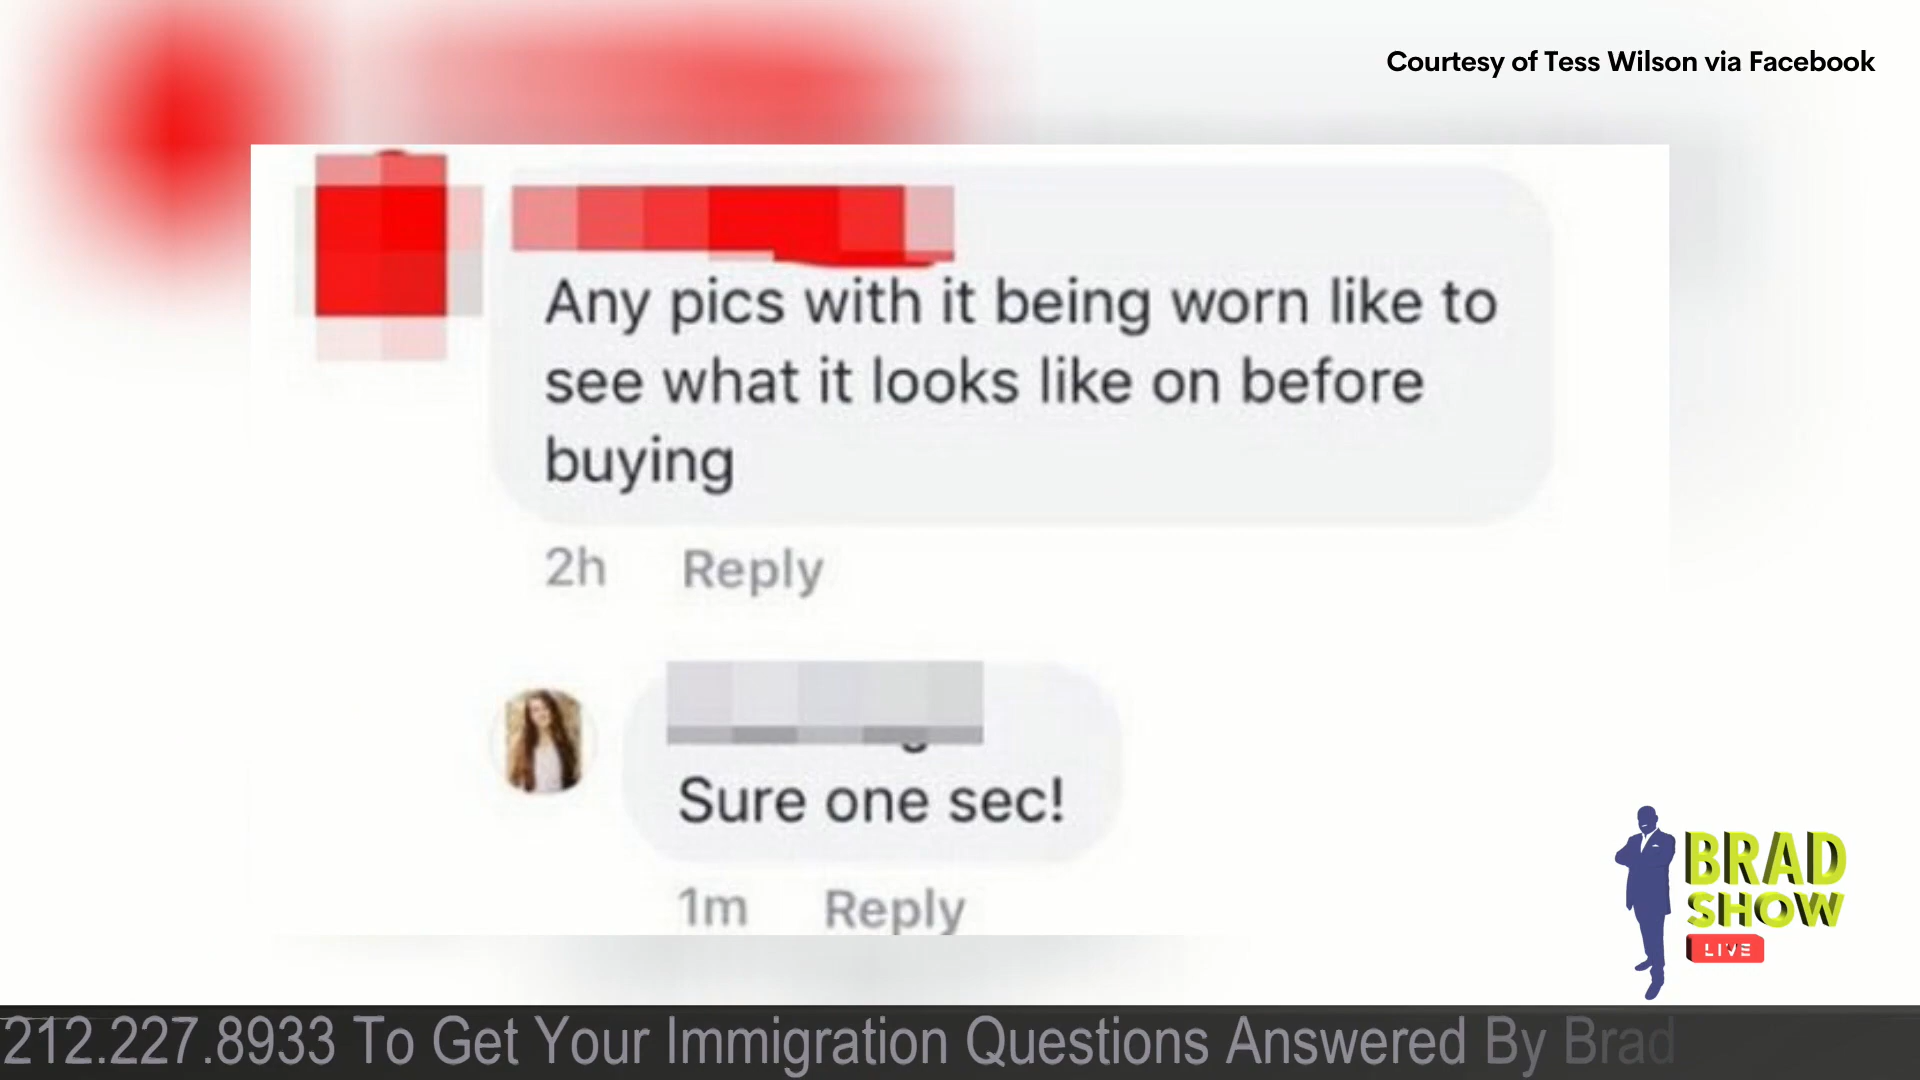 Courtesy of Tess Wilson via Facebook
Any pics with it being worn like to
see what it looks like on before
buying
2h Reply
Sure one sec!
1m Reply
BRAD
SHOW
LIVE
212.227.8933 To Get Your Immigration Questions Answered By Brad